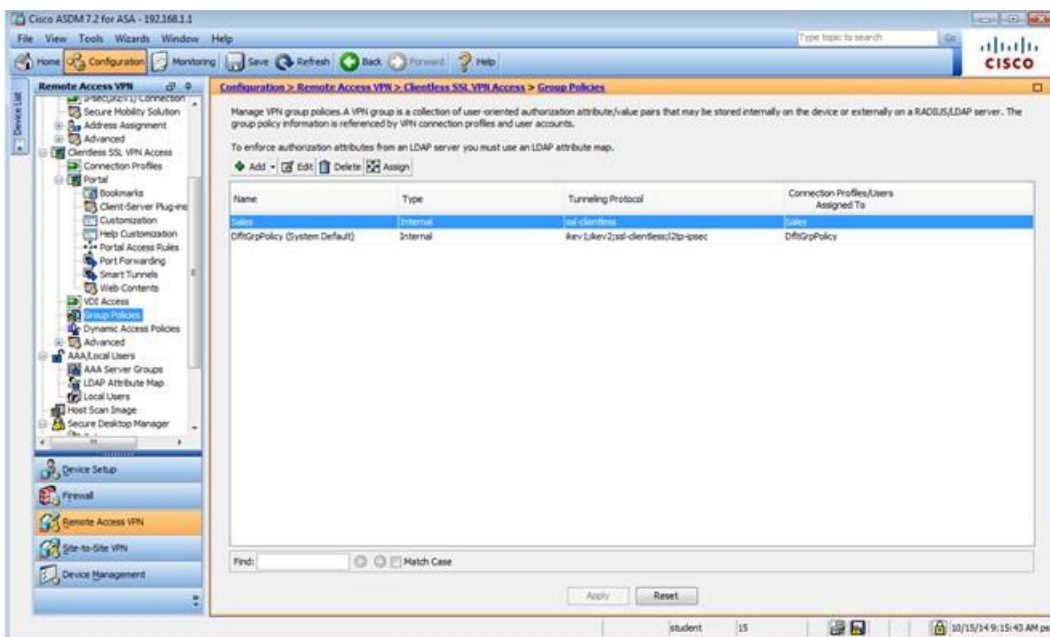 Cisco ASDM 7.2 for ASA - 192.168.1.1
File View Tools Wizards Window Help
Type topic to search
Go
Home Configuration Monitoring Save Refresh Back Forward Help
CISCO
Device List
Remote Access VPN
Configuration > Remote Access VPN > Clientless SSL VPN Access > Group Policies
IPsec(IKEv1) Connection
Secure Mobility Solution
Address Assignment
Advanced
Clientless SSL VPN Access
Connection Profiles
Portal
Bookmarks
Client-Server Plug-ins
Customization
Help Customization
Portal Access Rules
Port Forwarding
Smart Tunnels
Web Contents
VDI Access
Group Policies
Dynamic Access Policies
Advanced
AAA/Local Users
AAA Server Groups
LDAP Attribute Map
Local Users
Host Scan Image
Secure Desktop Manager
Device Setup
Firewall
Remote Access VPN
Site-to-Site VPN
Device Management
Manage VPN group policies.A VPN group is a collection of user-oriented authorization attribute/value pairs that may be stored internally on the device or externally on a RADIUS/LDAP server. The
group policy information is referenced by VPN connection profiles and user accounts.
To enforce authorization attributes from an LDAP server you must use an LDAP attribute map.
Add Edit Delete Assign
Name Type Tunneling Protocol Connection Profiles/Users
Assigned To
Sales Internal ssl-clientless Sales
DfltGrpPolicy (System Default) Internal ikev1;ikev2;ssl-clientless;l2tp-ipsec DfltGrpPolicy
Find: Match Case
Apply Reset
student 15 10/15/14 9:15:43 AM